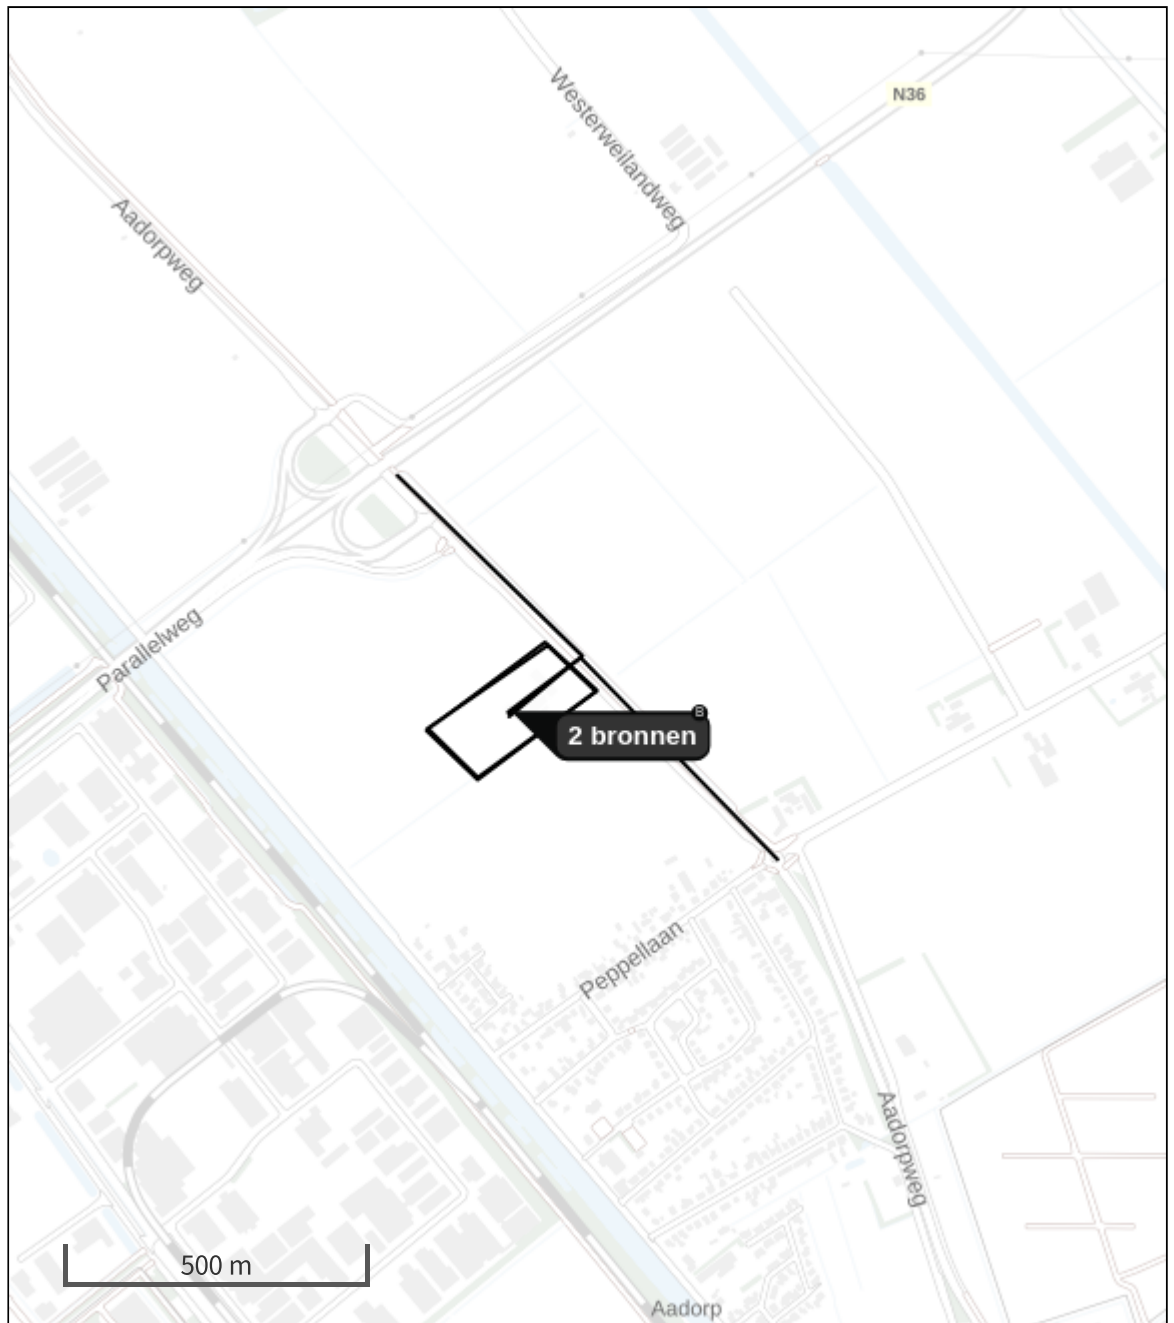 Westerweilandweg
N36
Aadorpweg
Parallelweg
B
2 bronnen
Peppellaan
Aadorpweg
500 m
Aadorp